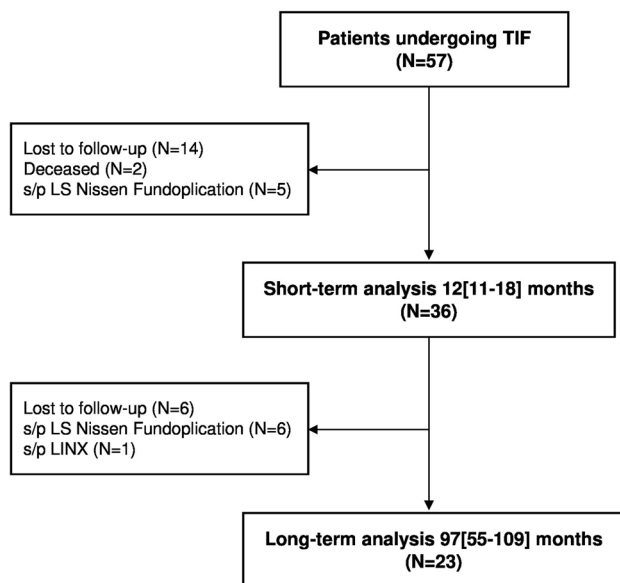 Patients undergoing TIF
(N=57)
Lost to follow-up (N=14)
Deceased (N=2)
s/p LS Nissen Fundoplication (N=5)
Short-term analysis 12[11-18] months
(N=36)
Lost to follow-up (N=6)
s/p LS Nissen Fundoplication (N=6)
s/p LINX (N=1)
Long-term analysis 97[55-109] months
(N=23)